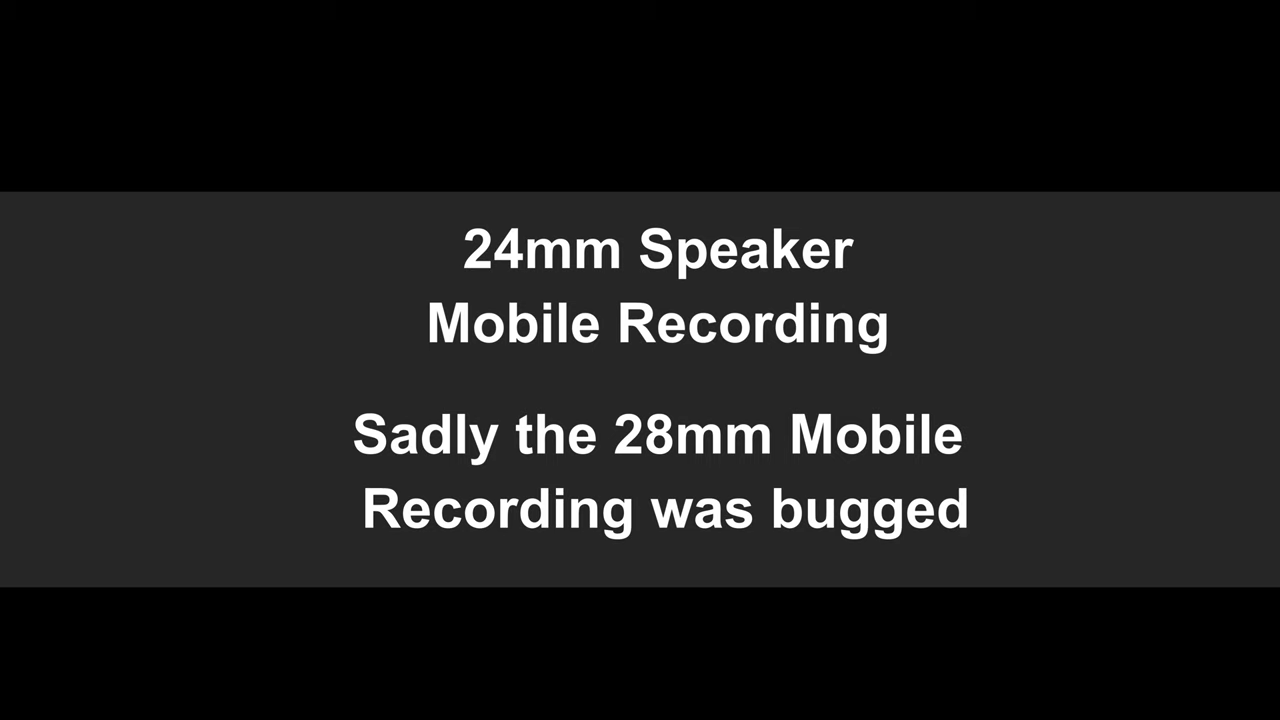 24mm Speaker
Mobile Recording
Sadly the 28mm Mobile
Recording was bugged